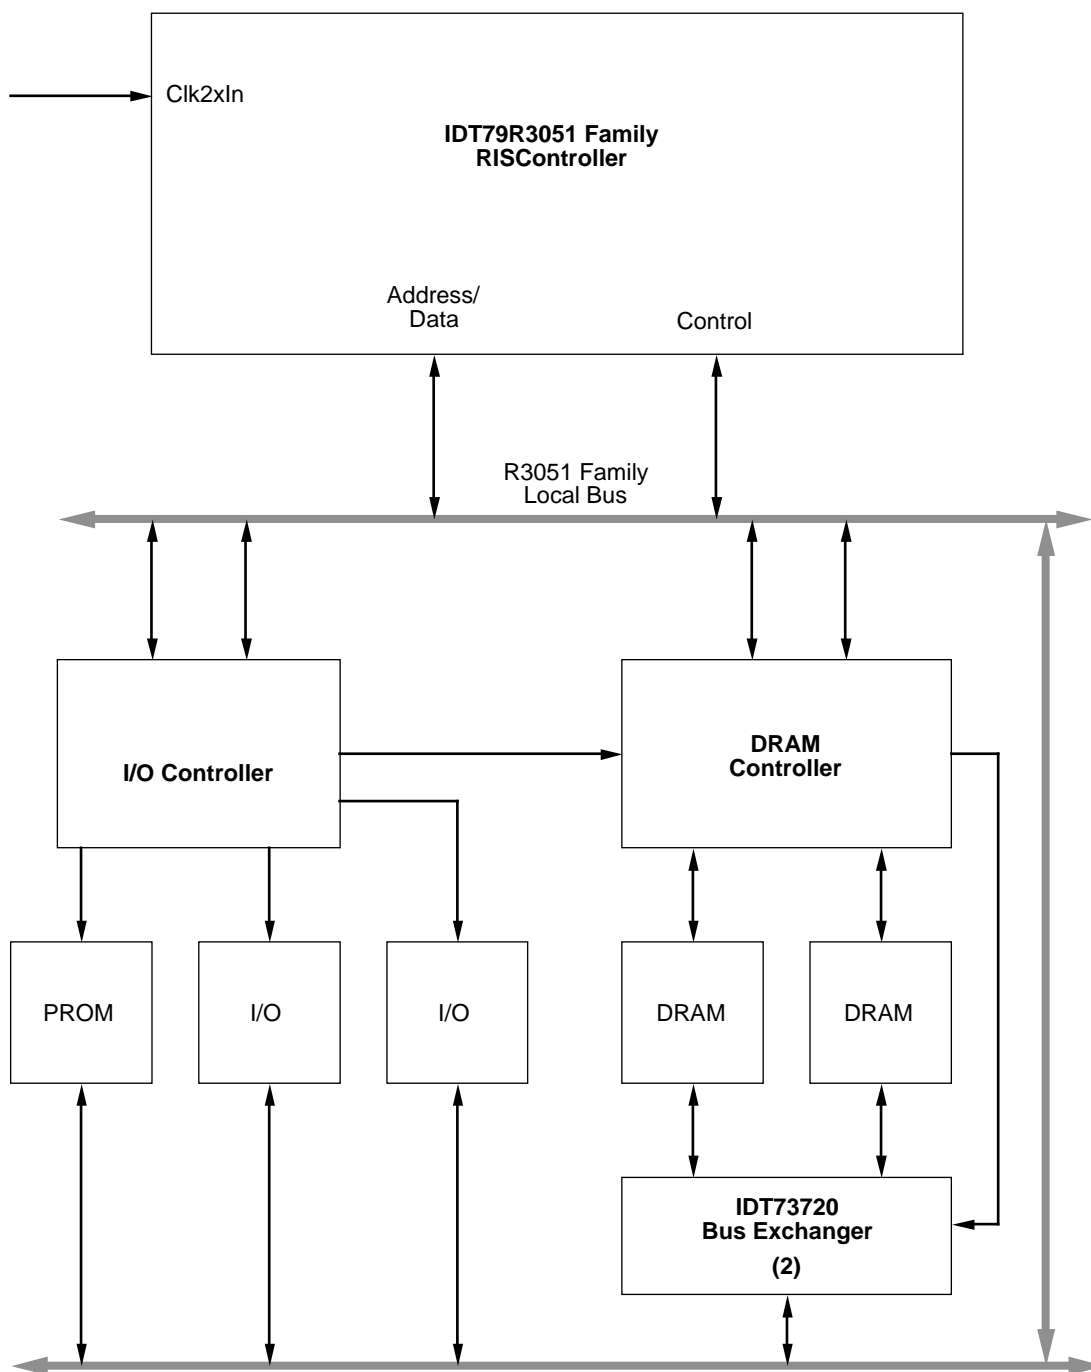 Clk2xIn
IDT79R3051 Family
RISController
Address/
Data
Control
R3051 Family
Local Bus
I/O Controller
DRAM
Controller
PROM
I/O
I/O
DRAM
DRAM
IDT73720
Bus Exchanger
(2)